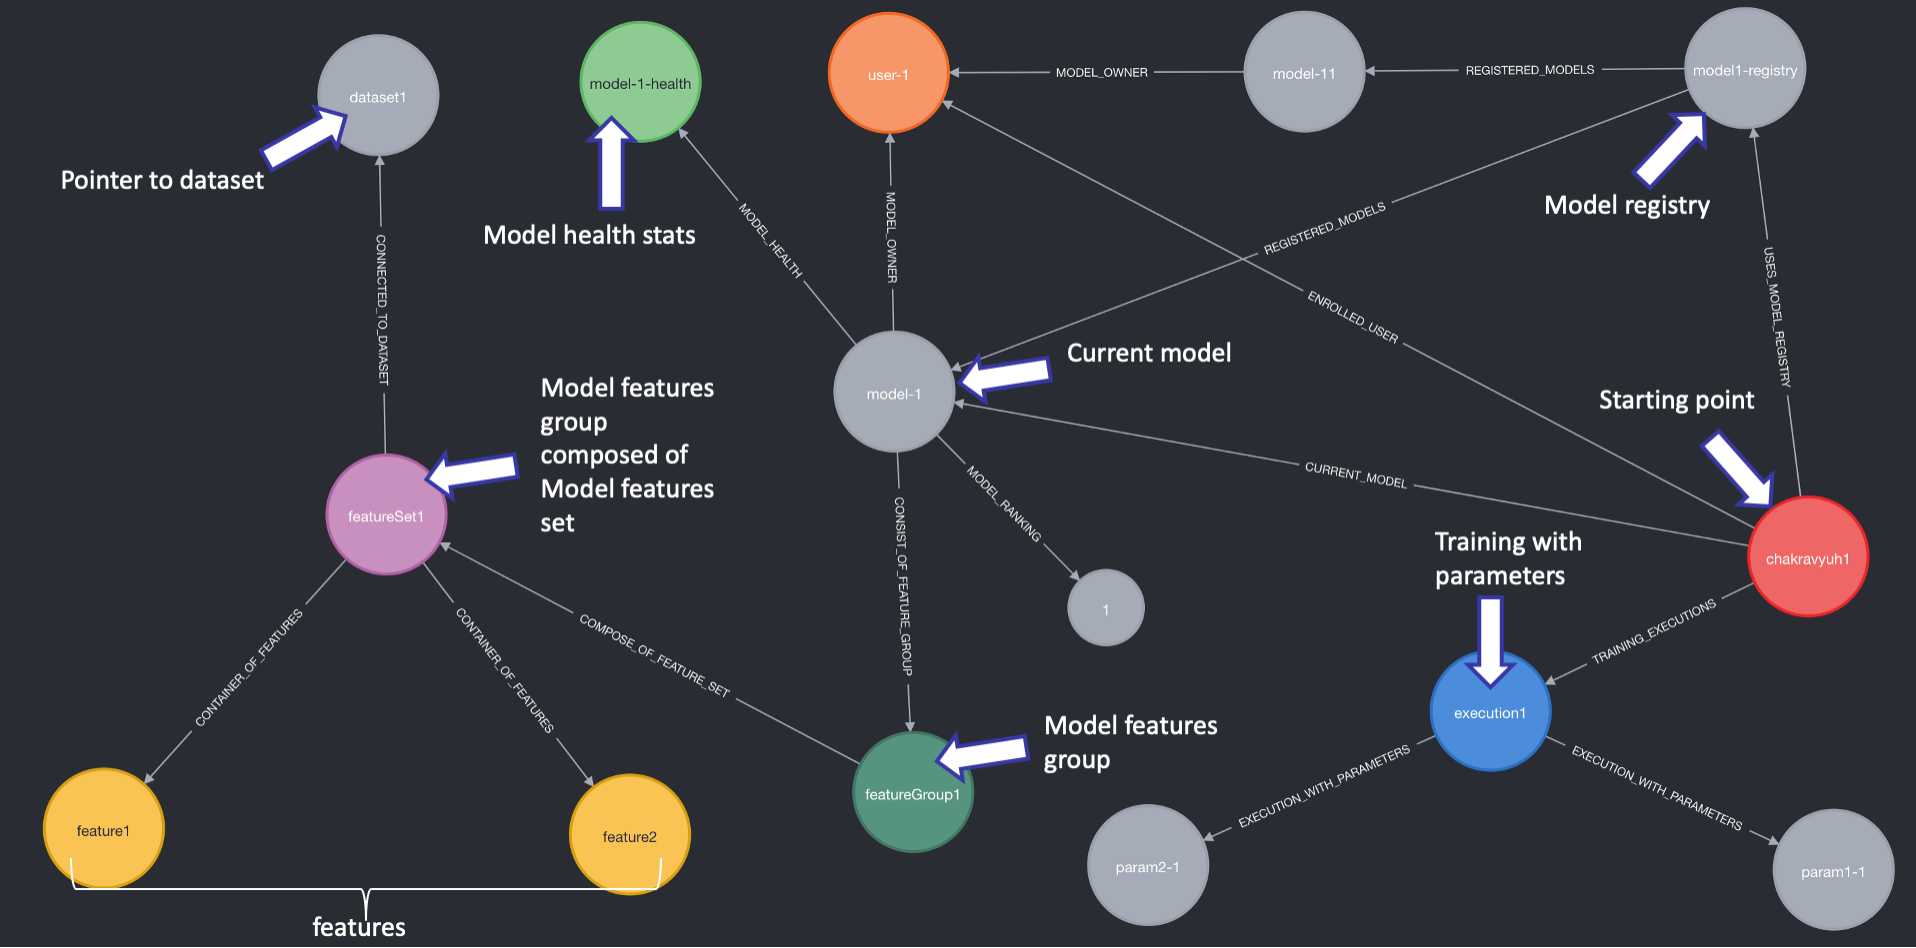 dataset1
model-1-health
user-1
MODEL_OWNER
model-11
REGISTERED_MODELS
model1-registry
Pointer to dataset
Model health stats
Model registry
CONNECTED_TO_DATASET
MODEL_HEALTH
MODEL_OWNER
REGISTERED_MODELS
ENROLLED_USER
USES_MODEL_REGISTRY
Current model
model-1
Starting point
Model features
group
composed of
Model features
set
featureSet1
MODEL_RANKING
CURRENT_MODEL
CONSIST_OF_FEATURE_GROUP
1
Training with
parameters
chakravyuh1
TRAINING_EXECUTIONS
CONTAINER_OF_FEATURES
CONTAINER_OF_FEATURES
COMPOSE_OF_FEATURE_SET
execution1
Model features
group
featureGroup1
EXECUTION_WITH_PARAMETERS
EXECUTION_WITH_PARAMETERS
feature1
feature2
param2-1
param1-1
features